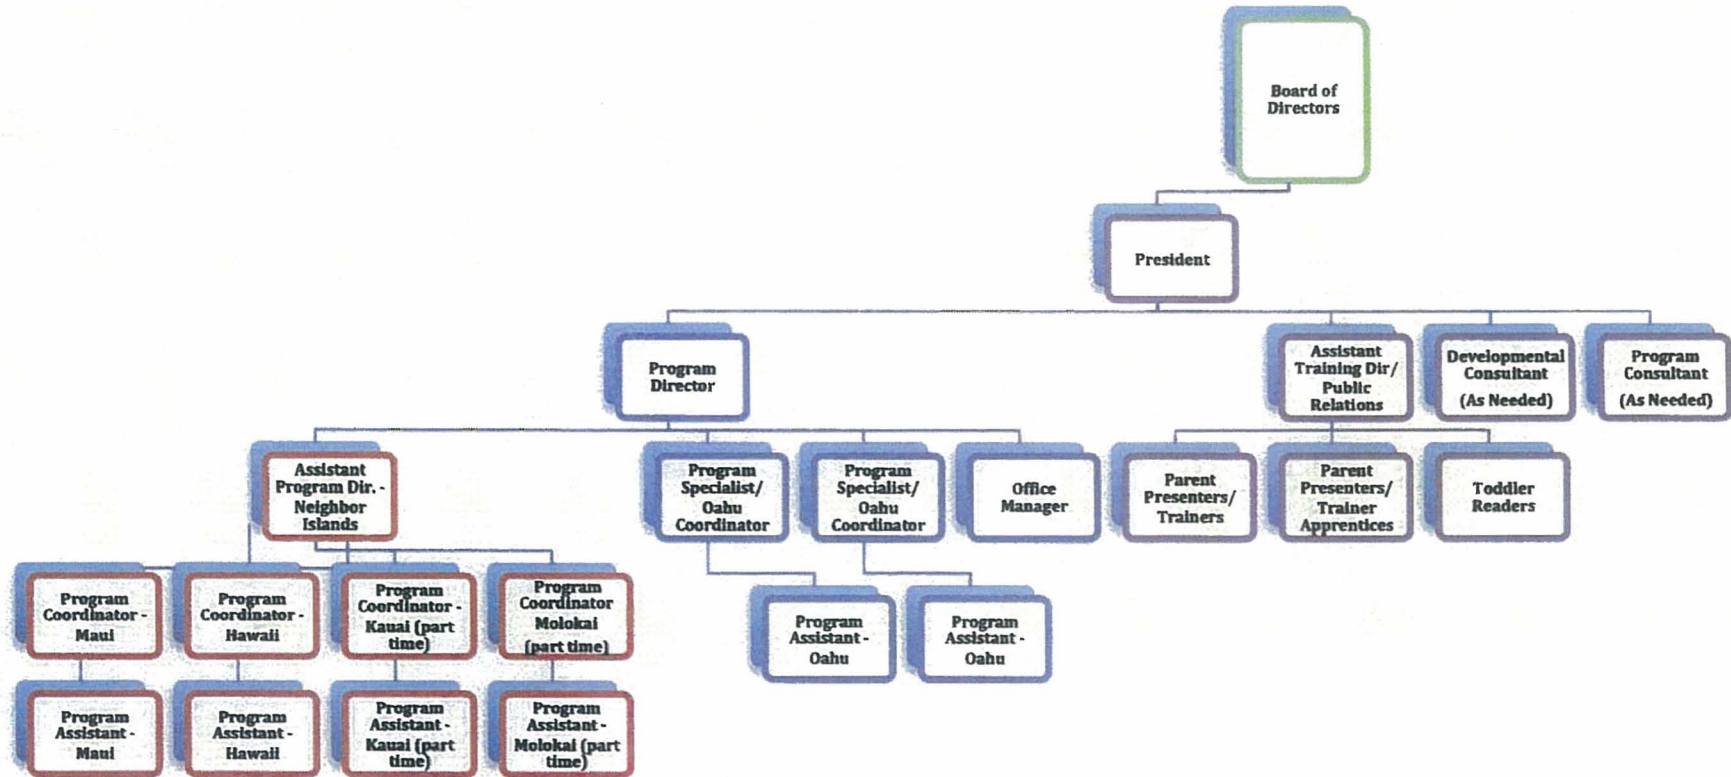 Board of
Directors
President
Program
Director
Assistant
Training Dir/
Public
Relations
Developmental
Consultant
(As Needed)
Program
Consultant
(As Needed)
Assistant
Program Dir. -
Neighbor
Islands
Program
Specialist/
Oahu
Coordinator
Program
Specialist/
Oahu
Coordinator
Office
Manager
Parent
Presenters/
Trainers
Parent
Presenters/
Trainer
Apprentices
Toddler
Readers
Program
Coordinator -
Maui
Program
Coordinator -
Hawaii
Program
Coordinator -
Kauai (part
time)
Program
Coordinator
Molokai
(part time)
Program
Assistant -
Oahu
Program
Assistant -
Oahu
Program
Assistant -
Maui
Program
Assistant -
Hawaii
Program
Assistant -
Kauai (part
time)
Program
Assistant -
Molokai (part
time)